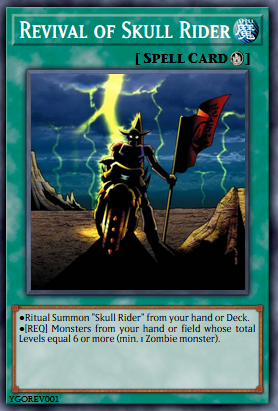 Revival of Skull Rider 魔
[ Spell Card ]
●Ritual Summon "Skull Rider" from your hand or Deck.
●[REQ] Monsters from your hand or field whose total
Levels equal 6 or more (min. 1 Zombie monster).
YGOREV001